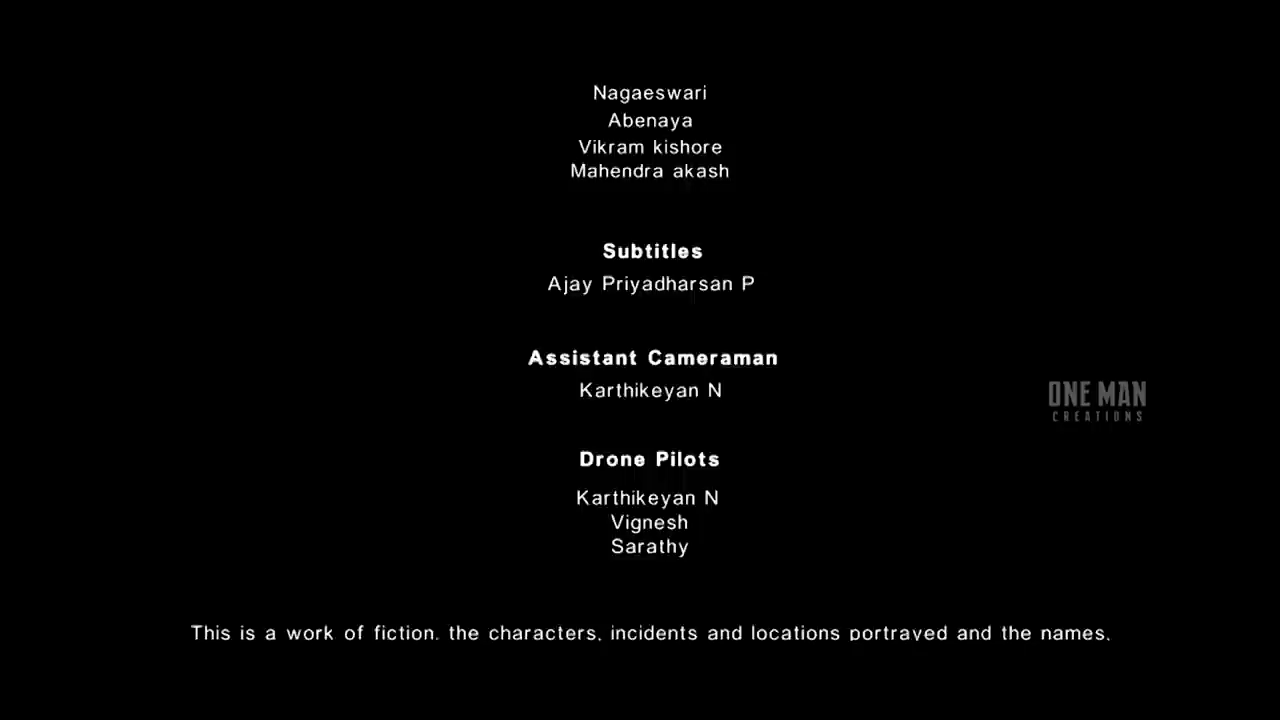 Nagaeswari
Abenaya
Vikram kishore
Mahendra akash
Subtitles
Ajay Priyadharsan P
Assistant Cameraman
Karthikeyan N
ONE MAN
CREATIONS
Drone Pilots
Karthikeyan N
Vignesh
Sarathy
This is a work of fiction. the characters, incidents and locations portrayed and the names,